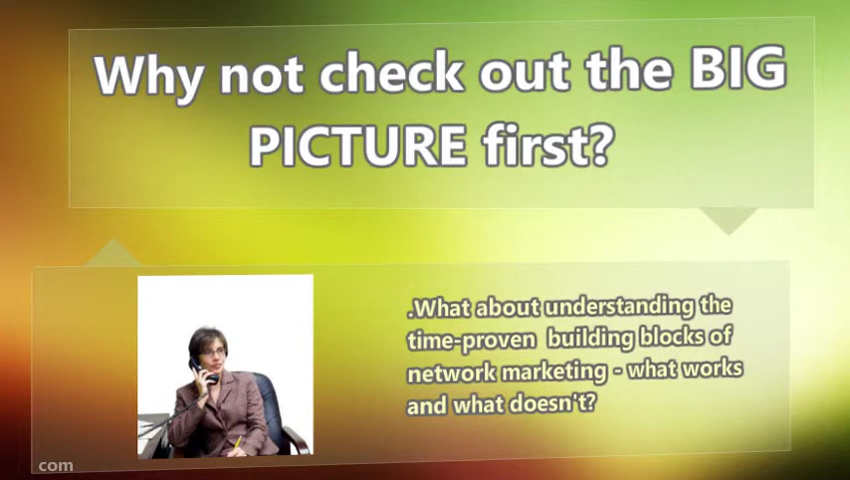 Why not check out the BIG
PICTURE first?
.What about understanding the
time-proven building blocks of
network marketing - what works
and what doesn't?
com